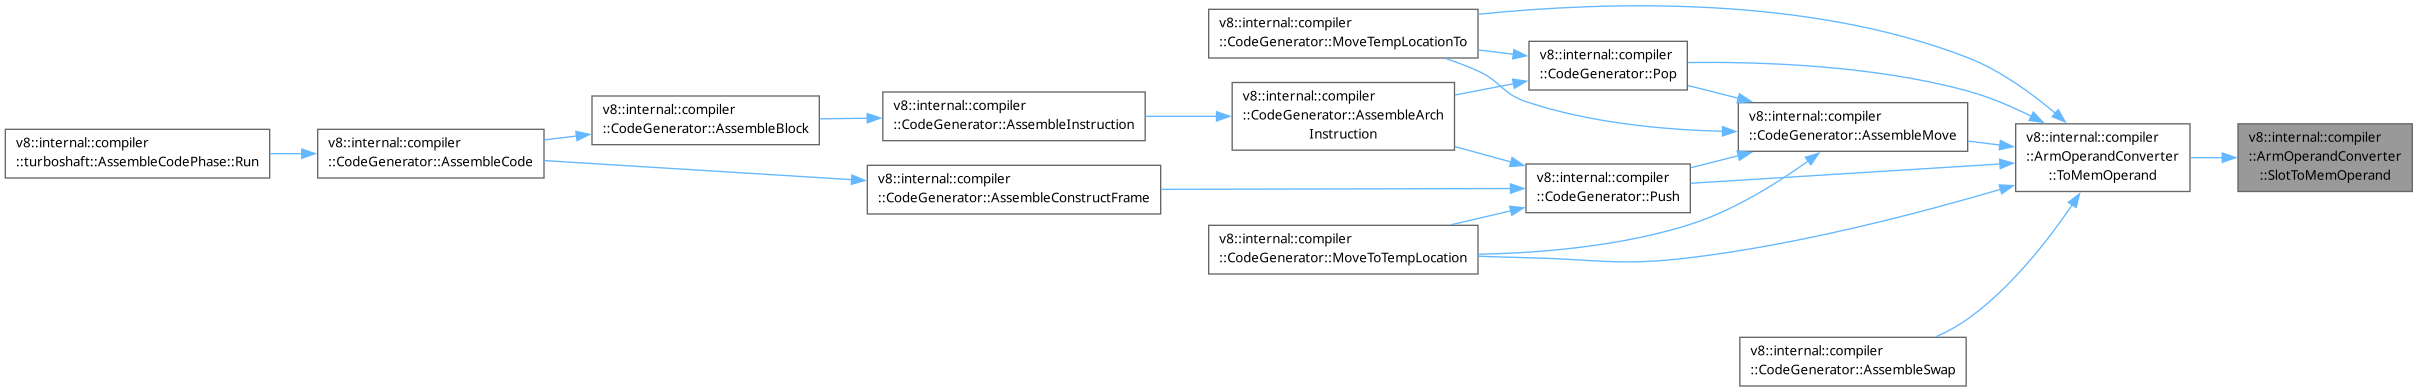 v8::internal::compiler
::turboshaft::AssembleCodePhase::Run
v8::internal::compiler
::CodeGenerator::AssembleCode
v8::internal::compiler
::CodeGenerator::AssembleBlock
v8::internal::compiler
::CodeGenerator::AssembleInstruction
v8::internal::compiler
::CodeGenerator::AssembleConstructFrame
v8::internal::compiler
::CodeGenerator::MoveTempLocationTo
v8::internal::compiler
::CodeGenerator::AssembleArch
Instruction
v8::internal::compiler
::CodeGenerator::MoveToTempLocation
v8::internal::compiler
::CodeGenerator::Pop
v8::internal::compiler
::CodeGenerator::Push
v8::internal::compiler
::CodeGenerator::AssembleMove
v8::internal::compiler
::CodeGenerator::AssembleSwap
v8::internal::compiler
::ArmOperandConverter
::ToMemOperand
v8::internal::compiler
::ArmOperandConverter
::SlotToMemOperand